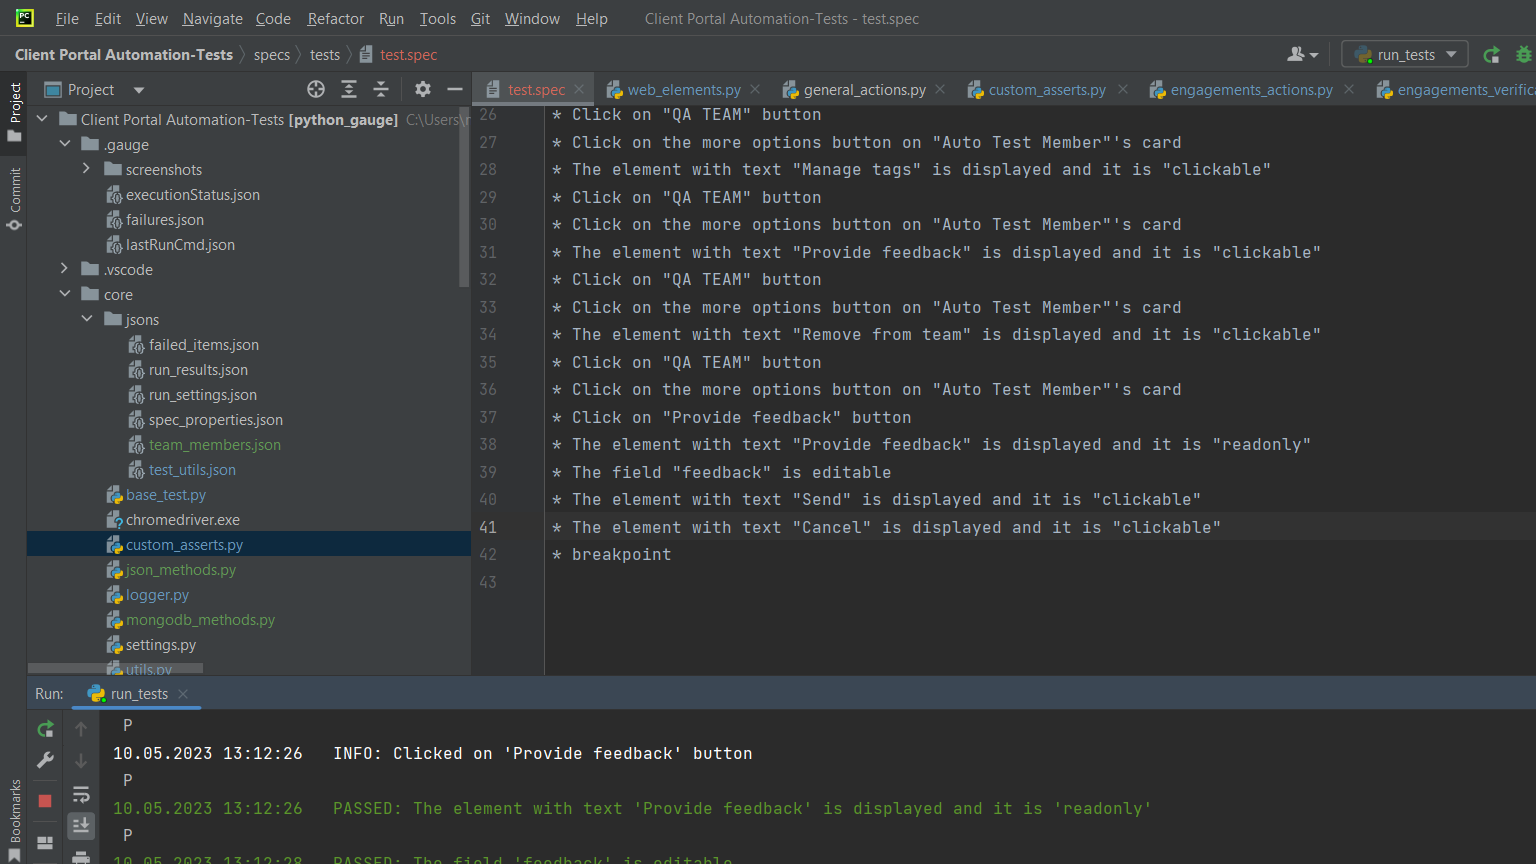 PC
File Edit View Navigate Code Refactor Run Tools Git Window Help Client Portal Automation-Tests - test.spec
Client Portal Automation-Tests specs tests test.spec run_tests
Project
Commit
Bookmarks
Project
test.spec web_elements.py general_actions.py custom_asserts.py engagements_actions.py engagements_verifica
Client Portal Automation-Tests [python_gauge] C:\Users\r
.gauge
screenshots
executionStatus.json
failures.json
lastRunCmd.json
.vscode
core
jsons
failed_items.json
run_results.json
run_settings.json
spec_properties.json
team_members.json
test_utils.json
base_test.py
chromedriver.exe
custom_asserts.py
json_methods.py
logger.py
mongodb_methods.py
settings.py
utils.py
26 * Click on "QA TEAM" button
27 * Click on the more options button on "Auto Test Member"'s card
28 * The element with text "Manage tags" is displayed and it is "clickable"
29 * Click on "QA TEAM" button
30 * Click on the more options button on "Auto Test Member"'s card
31 * The element with text "Provide feedback" is displayed and it is "clickable"
32 * Click on "QA TEAM" button
33 * Click on the more options button on "Auto Test Member"'s card
34 * The element with text "Remove from team" is displayed and it is "clickable"
35 * Click on "QA TEAM" button
36 * Click on the more options button on "Auto Test Member"'s card
37 * Click on "Provide feedback" button
38 * The element with text "Provide feedback" is displayed and it is "readonly"
39 * The field "feedback" is editable
40 * The element with text "Send" is displayed and it is "clickable"
41 * The element with text "Cancel" is displayed and it is "clickable"
42 * breakpoint
43
Run: run_tests
P
10.05.2023 13:12:26 INFO: Clicked on 'Provide feedback' button
P
10.05.2023 13:12:26 PASSED: The element with text 'Provide feedback' is displayed and it is 'readonly'
P
10.05.2023 13:12:28 PASSED: The field 'feedback' is editable